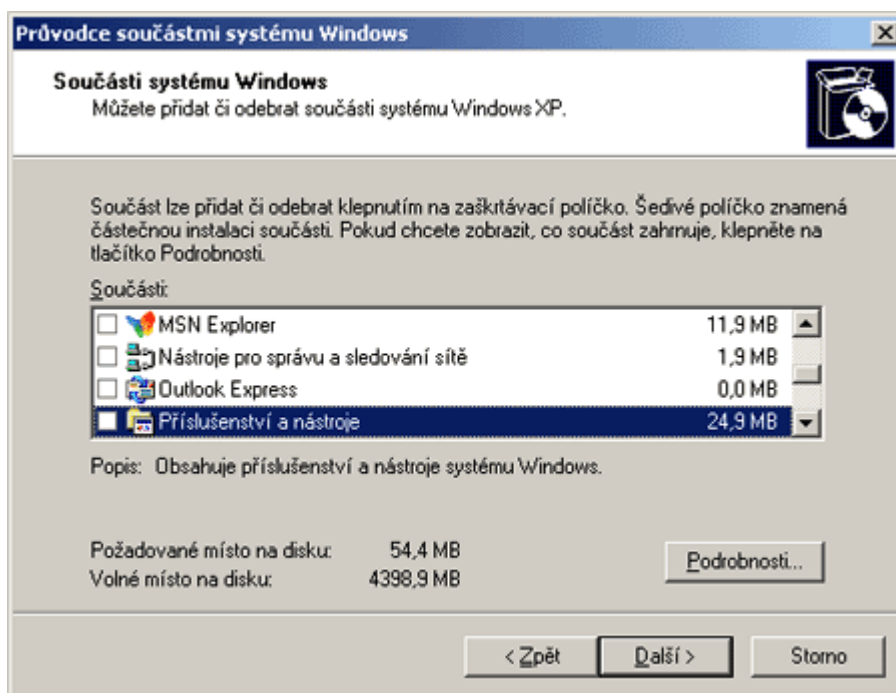 Průvodce součástmi systému Windows
Součásti systému Windows
Můžete přidat či odebrat součásti systému Windows XP.
Součást lze přidat či odebrat klepnutím na zaškrtávací políčko. Šedivé políčko znamená
částečnou instalaci součásti. Pokud chcete zobrazit, co součást zahrnuje, klepněte na
tlačítko Podrobnosti.
Součásti:
MSN Explorer 11,9 MB
Nástroje pro správu a sledování sítě 1,9 MB
Outlook Express 0,0 MB
Příslušenství a nástroje 24,9 MB
Popis: Obsahuje příslušenství a nástroje systému Windows.
Požadované místo na disku: 54,4 MB
Volné místo na disku: 4398,9 MB
Podrobnosti...
< Zpět Další > Storno